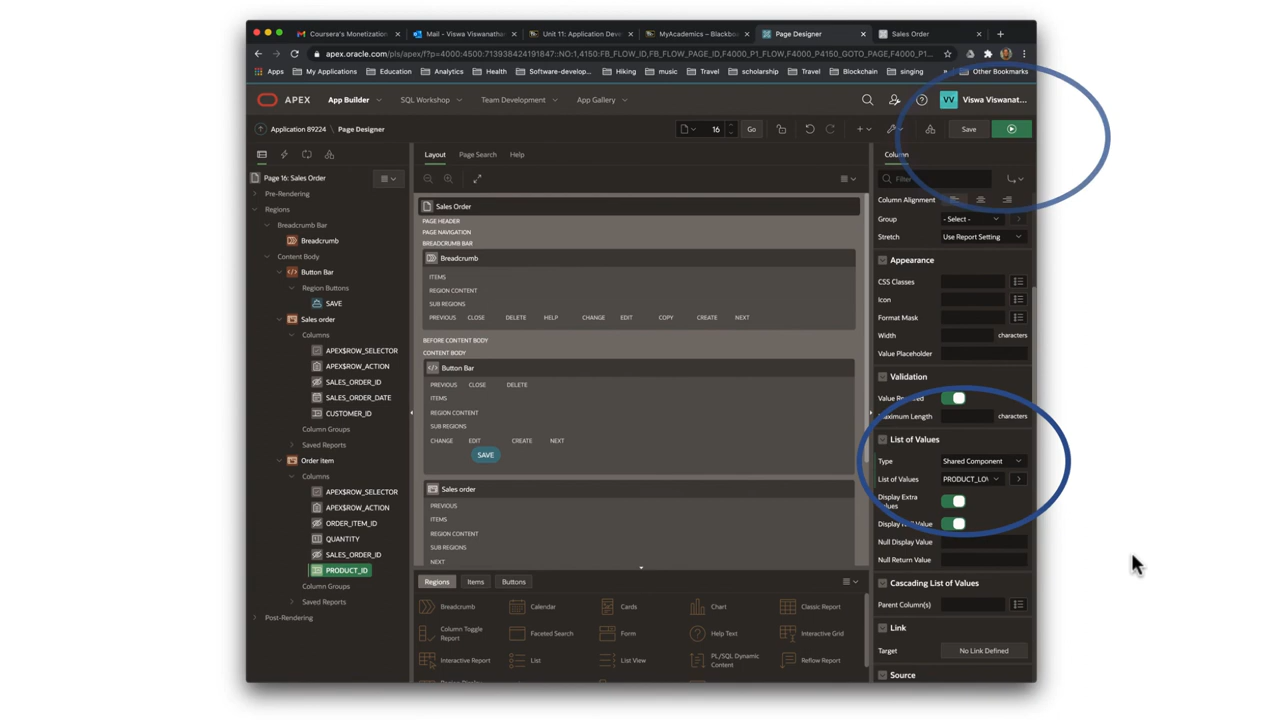 Coursera's Monetization
Mail - Viswa Viswanathan
Unit 11: Application Deve
MyAcademics – Blackboa
Page Designer
Sales Order
apex.oracle.com/pls/apex/f?p=4000:4500:713938424191847::NO:1,4150:FB_FLOW_ID,FB_FLOW_PAGE_ID,F4000_P1_FLOW,F4000_P4150_GOTO_PAGE,F4000_P1_PAGE...
Apps
My Applications
Education
Analytics
Health
Software-develop...
Hiking
music
Travel
scholarship
Travel
Blockchain
singing
»
Other Bookmarks
APEX
App Builder
SQL Workshop
Team Development
App Gallery
VV
Viswa Viswanat...
Application 89224 \ Page Designer
16
Go
Save
Layout
Page Search
Help
Column
Page 16: Sales Order
Pre-Rendering
Regions
Breadcrumb Bar
Breadcrumb
Content Body
Button Bar
Region Buttons
SAVE
Sales order
Columns
APEX$ROW_SELECTOR
APEX$ROW_ACTION
SALES_ORDER_ID
SALES_ORDER_DATE
CUSTOMER_ID
Column Groups
Saved Reports
Order item
Columns
APEX$ROW_SELECTOR
APEX$ROW_ACTION
ORDER_ITEM_ID
QUANTITY
SALES_ORDER_ID
PRODUCT_ID
Column Groups
Saved Reports
Post-Rendering
Sales Order
PAGE HEADER
PAGE NAVIGATION
BREADCRUMB BAR
Breadcrumb
ITEMS
REGION CONTENT
SUB REGIONS
PREVIOUS CLOSE DELETE HELP CHANGE EDIT COPY CREATE NEXT
BEFORE CONTENT BODY
CONTENT BODY
Button Bar
PREVIOUS CLOSE DELETE
ITEMS
REGION CONTENT
SUB REGIONS
CHANGE EDIT CREATE NEXT
SAVE
Sales order
PREVIOUS
ITEMS
REGION CONTENT
SUB REGIONS
NEXT
Regions
Items
Buttons
Breadcrumb
Calendar
Cards
Chart
Classic Report
Column Toggle
Report
Faceted Search
Form
Help Text
Interactive Grid
Interactive Report
List
List View
PL/SQL Dynamic
Content
Reflow Report
Filter
Column Alignment
Group - Select -
Stretch Use Report Setting
Appearance
CSS Classes
Icon
Format Mask
Width characters
Value Placeholder
Validation
Value Required
Maximum Length characters
List of Values
Type Shared Component
List of Values PRODUCT_LOV
Display Extra
Values
Display Null Value
Null Display Value
Null Return Value
Cascading List of Values
Parent Column(s)
Link
Target No Link Defined
Source